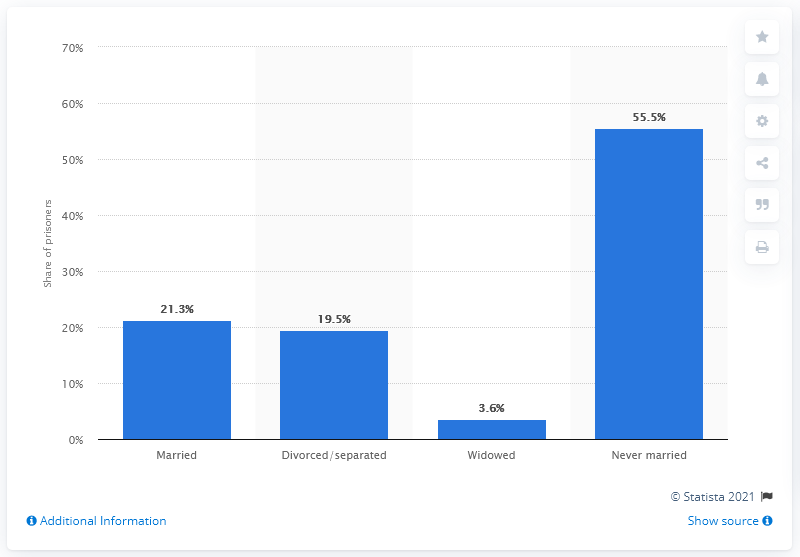 70%
60%
50%
40%
30%
20%
10%
0%
Share of prisoners
21.3%
19.5%
3.6%
55.5%
Married
Divorced/separated
Widowed
Never married
© Statista 2021
Additional Information
Show source